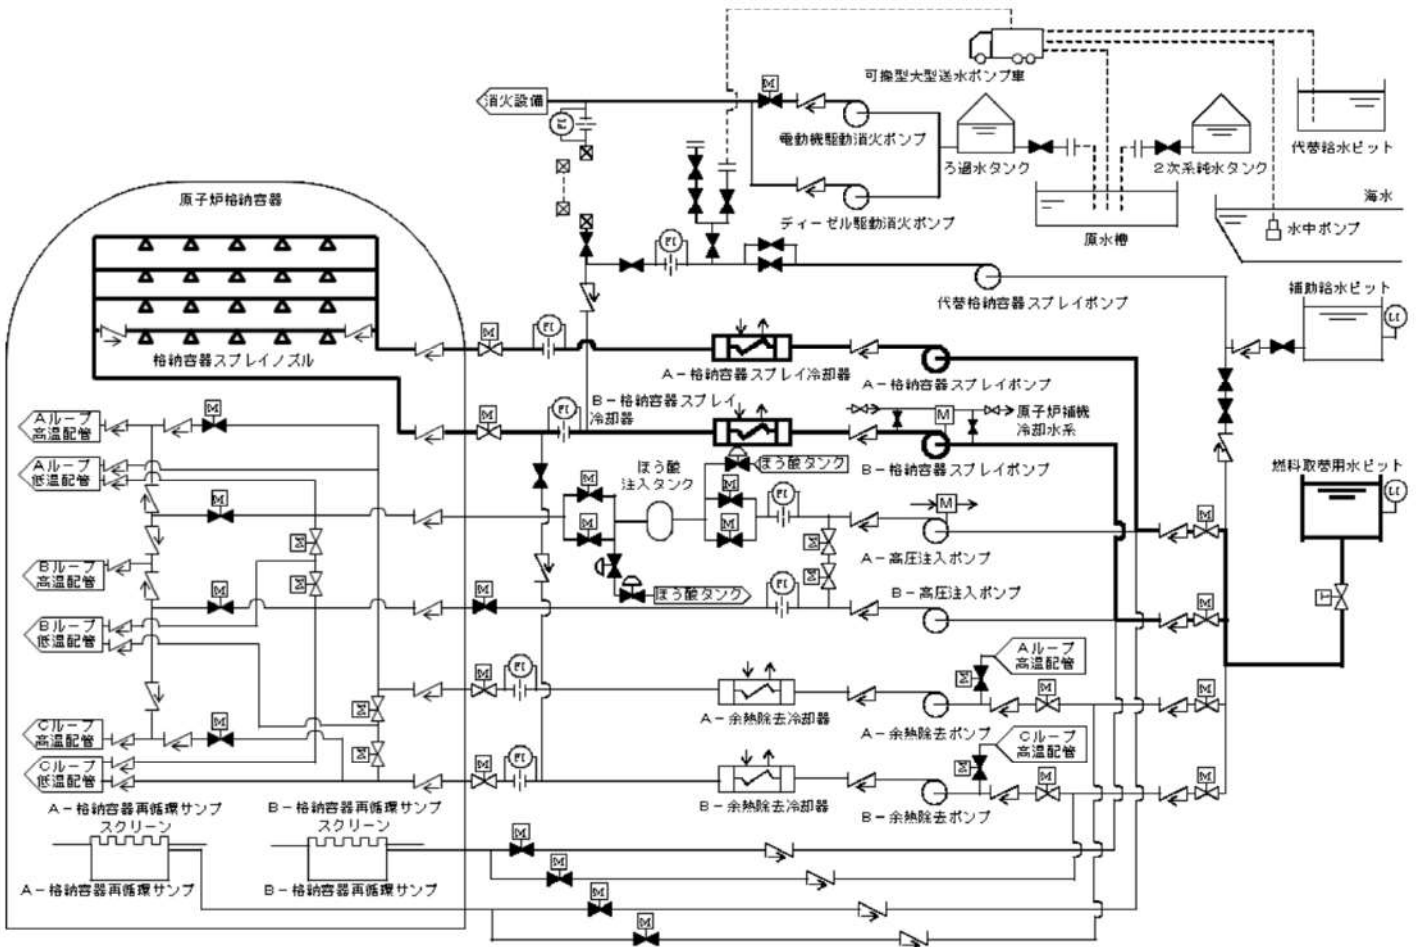 可搬型大型送水ポンプ車
消火設備
M
FI
電動機駆動消火ポンプ
ろ過水タンク
2次系純水タンク
代替給水ピット
原子炉格納容器
ディーゼル駆動消火ポンプ
原水槽
海水
水中ポンプ
FI
代替格納容器スプレイポンプ
補助給水ピット
LI
M
FI
格納容器スプレイノズル
A-格納容器スプレイ冷却器
A-格納容器スプレイポンプ
B-格納容器スプレイ
冷却器
M
FI
M
原子炉補機
冷却水系
B-格納容器スプレイポンプ
Aループ
高温配管
M
Aループ
低温配管
ほう酸
注入タンク
ほう酸タンク
燃料取替用水ピット
LI
M
M
M
M
M
FI
M
A-高圧注入ポンプ
M
M
M
M
M
Bループ
高温配管
M
M
FI
ほう酸タンク
B-高圧注入ポンプ
M
T
Bループ
低温配管
Aループ
高温配管
M
FI
M
M
M
A-余熱除去冷却器
A-余熱除去ポンプ
M
Cループ
高温配管
M
Cループ
高温配管
M
Cループ
低温配管
M
FI
M
M
M
B-余熱除去冷却器
B-余熱除去ポンプ
A-格納容器再循環サンプ
スクリーン
B-格納容器再循環サンプ
スクリーン
M
A-格納容器再循環サンプ
B-格納容器再循環サンプ
M
M
M